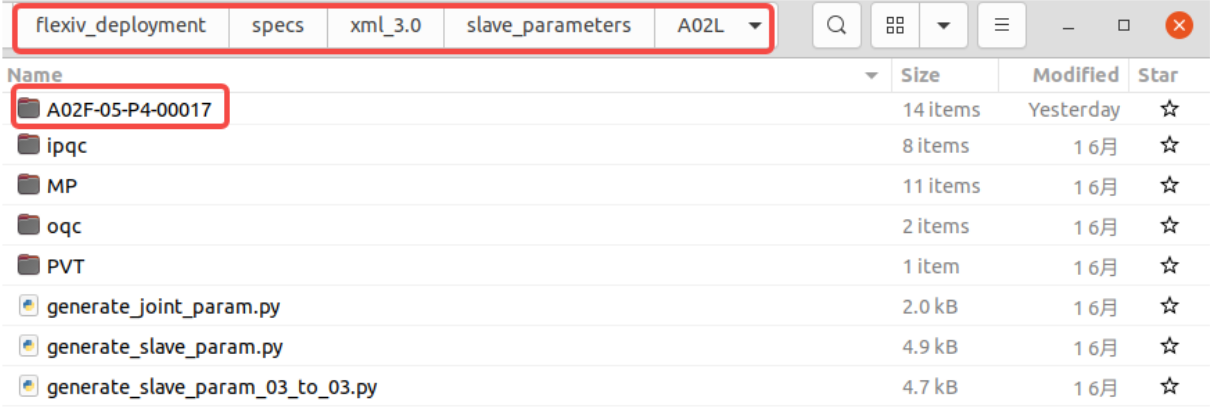 flexiv_deployment specs xml_3.0 slave_parameters A02L
Name Size Modified Star
A02F-05-P4-00017 14 items Yesterday
ipqc 8 items 1 6月
MP 11 items 1 6月
oqc 2 items 1 6月
PVT 1 item 1 6月
generate_joint_param.py 2.0 kB 1 6月
generate_slave_param.py 4.9 kB 1 6月
generate_slave_param_03_to_03.py 4.7 kB 1 6月